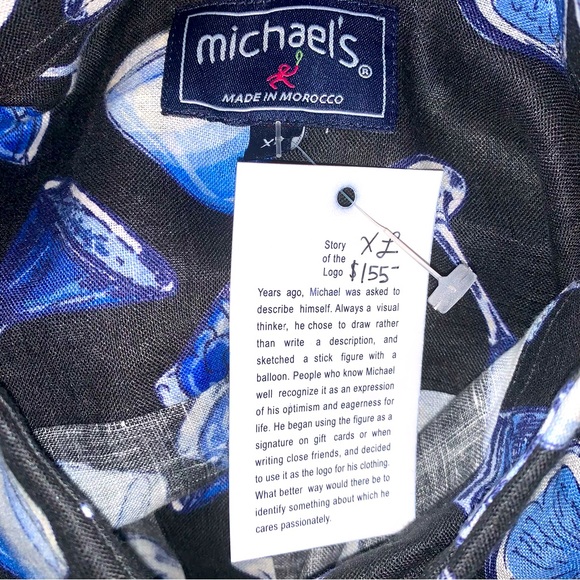 michael's
®
MADE IN MOROCCO
Story XL
of the
Logo $155-
Years ago, Michael was asked to
describe himself. Always a visual
thinker, he chose to draw rather
than write a description, and
sketched a stick figure with a
balloon. People who know Michael
well recognize it as an expression
of his optimism and eagerness for
life. He began using the figure as a
signature on gift cards or when
writing close friends, and decided
to use it as the logo for his clothing.
What better way would there be to
identify something about which he
cares passionately.